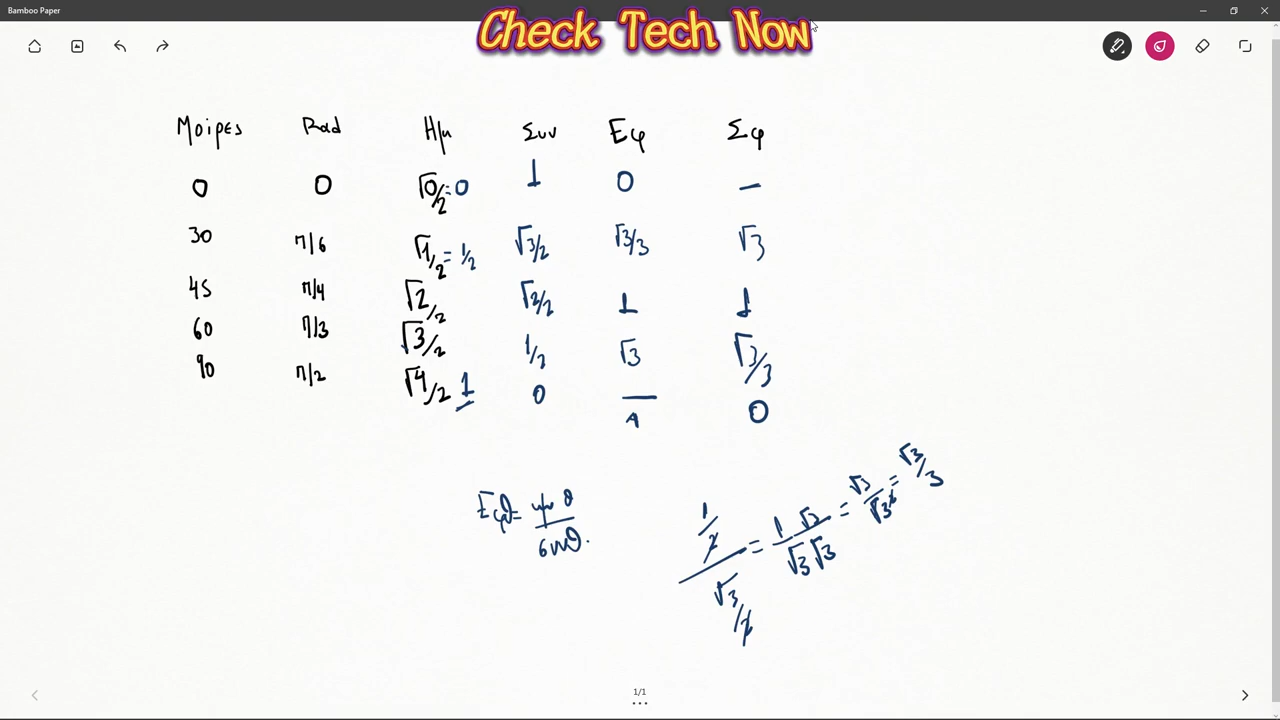 Bamboo Paper
Check Tech Now
Μοιρες Rad Ημ Συν Εφ Σφ
0 0 √0/2=0 1 0 —
30 π/6 √1/2=1/2 √3/2 √3/3 √3
45 π/4 √2/2 √2/2 1 1
60 π/3 √3/2 1/2 √3 √3/3
90 π/2 √4/2 1 0 — 0
Εφθ=ημθ/συνθ.
1/2/√3/2=1√3/√3√3=√3/√3²=√3/3
1/1